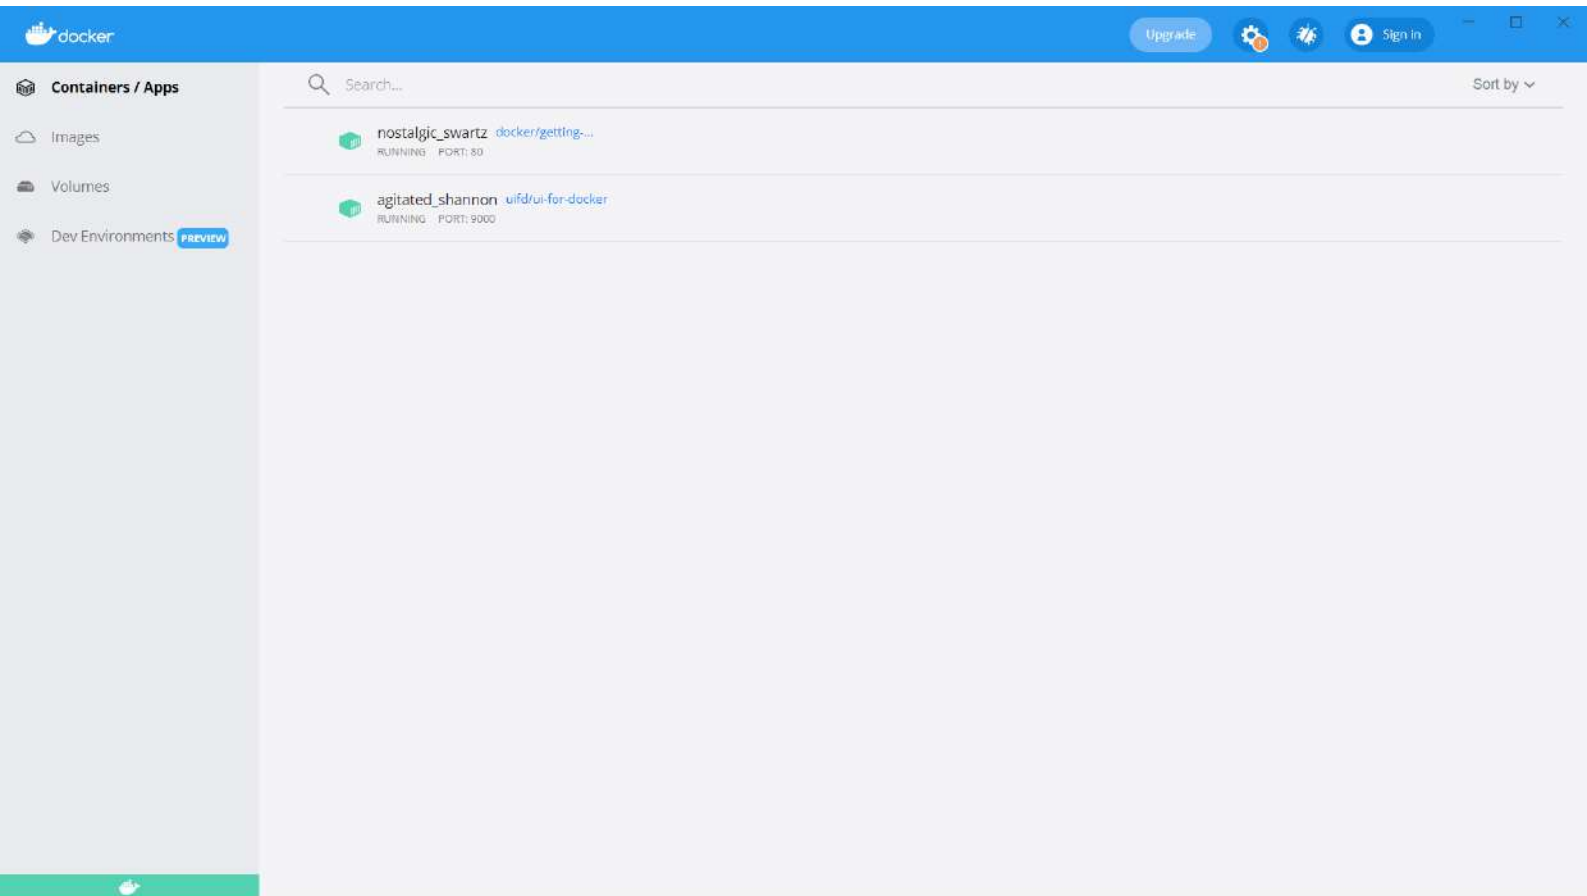 docker
Upgrade
Sign in
Containers / Apps
Images
Volumes
Dev Environments PREVIEW
Search...
Sort by
nostalgic_swartz docker/getting-...
RUNNING PORT: 80
agitated_shannon uifd/ui-for-docker
RUNNING PORT: 9000